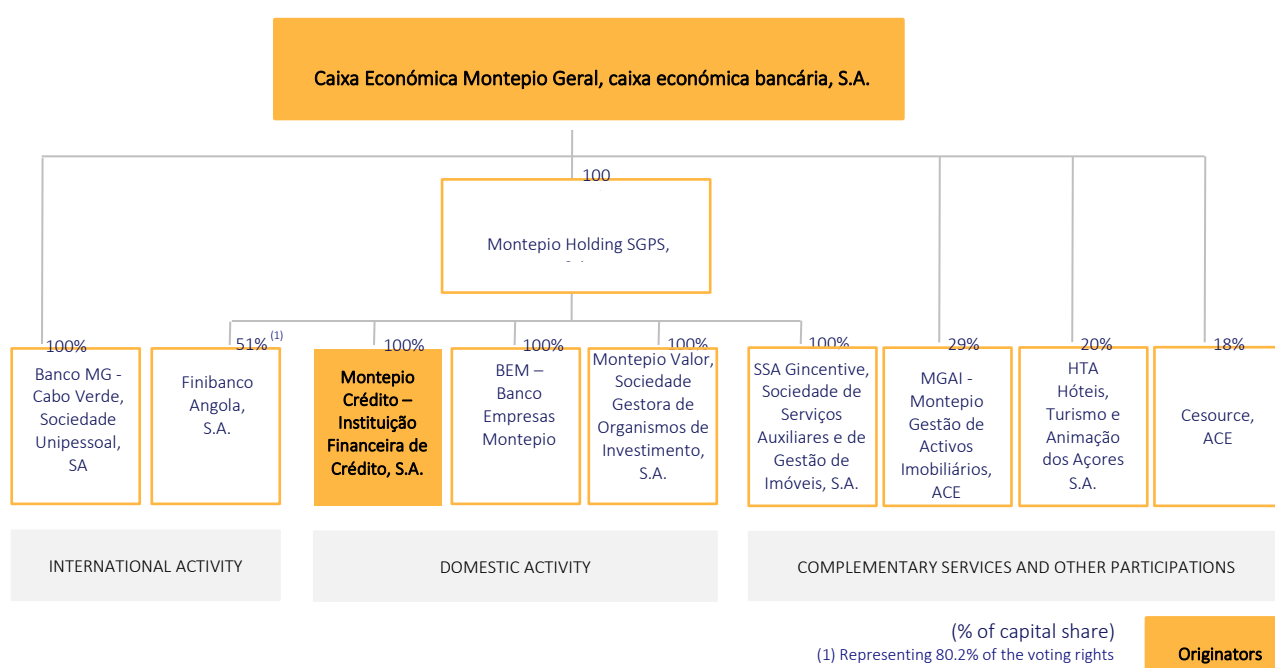 Caixa Económica Montepio Geral, caixa económica bancária, S.A.
100
Montepio Holding SGPS,
100%
Banco MG -
Cabo Verde,
Sociedade
Unipessoal,
SA
51% (1)
Finibanco
Angola,
S.A.
100%
Montepio
Crédito –
Instituição
Financeira de
Crédito, S.A.
100%
BEM –
Banco
Empresas
Montepio
100%
Montepio Valor,
Sociedade
Gestora de
Organismos de
Investimento,
S.A.
100%
SSA Gincentive,
Sociedade de
Serviços
Auxiliares e de
Gestão de
Imóveis, S.A.
29%
MGAI -
Montepio
Gestão de
Activos
Imobiliários,
ACE
20%
HTA
Hóteis,
Turismo e
Animação
dos Açores
S.A.
18%
Cesource,
ACE
INTERNATIONAL ACTIVITY
DOMESTIC ACTIVITY
COMPLEMENTARY SERVICES AND OTHER PARTICIPATIONS
(% of capital share)
(1) Representing 80.2% of the voting rights
Originators